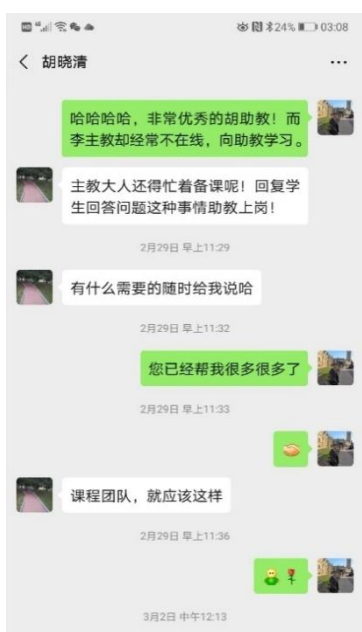 24% 03:08
胡晓清
哈哈哈哈，非常优秀的胡助教！而
李主教却经常不在线，向助教学习。
主教大人还得忙着备课呢！回复学
生回答问题这种事情助教上岗！
2月29日 早上11:29
有什么需要的随时给我说哈
2月29日 早上11:32
您已经帮我很多很多了
2月29日 早上11:33
课程团队，就应该这样
2月29日 早上11:36
3月2日 中午12:13